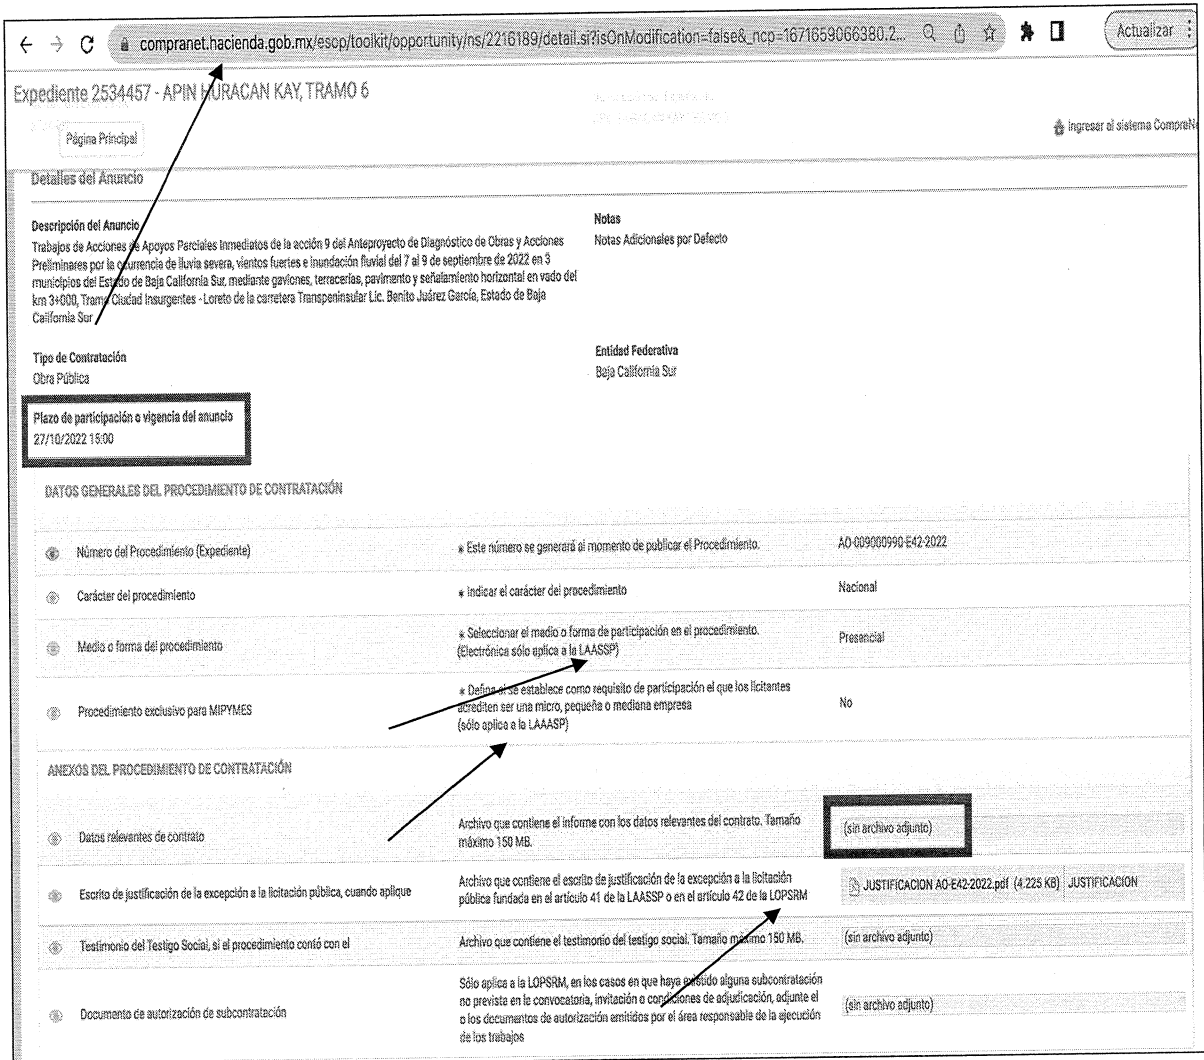 compranet.hacienda.gob.mx/esop/toolkit/opportunity/ns/2216189/detail.si?isOnModification=false&_ncp=1671659066380.2...
Actualizar
Expediente 2534457 - APIN HURACAN KAY, TRAMO 6
Página Principal
Ingresar al sistema CompraNe
Detalles del Anuncio
Descripción del Anuncio
Trabajos de Acciones de Apoyos Parciales Inmediatos de la acción 9 del Anteproyecto de Diagnóstico de Obras y Acciones
Preliminares por la ocurrencia de lluvia severa, vientos fuertes e inundación fluvial del 7 al 9 de septiembre de 2022 en 3
municipios del Estado de Baja California Sur, mediante gaviones, terracerías, pavimento y señalamiento horizontal en vado del
km 3+000, Tramo Ciudad Insurgentes - Loreto de la carretera Transpeninsular Lic. Benito Juárez García, Estado de Baja
California Sur
Notas
Notas Adicionales por Defecto
Tipo de Contratación
Obra Pública
Entidad Federativa
Baja California Sur
Plazo de participación o vigencia del anuncio
27/10/2022 15:00
DATOS GENERALES DEL PROCEDIMIENTO DE CONTRATACIÓN
Número del Procedimiento (Expediente)
* Este número se generará al momento de publicar el Procedimiento.
AO-009000990-E42-2022
Carácter del procedimiento
* Indicar el carácter del procedimiento
Nacional
Medio o forma del procedimiento
* Seleccionar el medio o forma de participación en el procedimiento.
(Electrónica sólo aplica a la LAASSP)
Presencial
Procedimiento exclusivo para MIPYMES
* Defina si se establece como requisito de participación el que los licitantes
acrediten ser una micro, pequeña o mediana empresa
(sólo aplica a la LAAASP)
No
ANEXOS DEL PROCEDIMIENTO DE CONTRATACIÓN
Datos relevantes de contrato
Archivo que contiene el informe con los datos relevantes del contrato. Tamaño
máximo 150 MB.
(sin archivo adjunto)
Escrito de justificación de la excepción a la licitación pública, cuando aplique
Archivo que contiene el escrito de justificación de la excepción a la licitación
pública fundada en el artículo 41 de la LAASSP o en el artículo 42 de la LOPSRM
JUSTIFICACION AO-E42-2022.pdf (4.225 KB) JUSTIFICACION
Testimonio del Testigo Social, si el procedimiento contó con el
Archivo que contiene el testimonio del testigo social. Tamaño máximo 150 MB.
(sin archivo adjunto)
Documento de autorización de subcontratación
Sólo aplica a la LOPSRM, en los casos en que haya existido alguna subcontratación
no prevista en la convocatoria, invitación o condiciones de adjudicación, adjunte el
o los documentos de autorización emitidos por el área responsable de la ejecución
de los trabajos
(sin archivo adjunto)